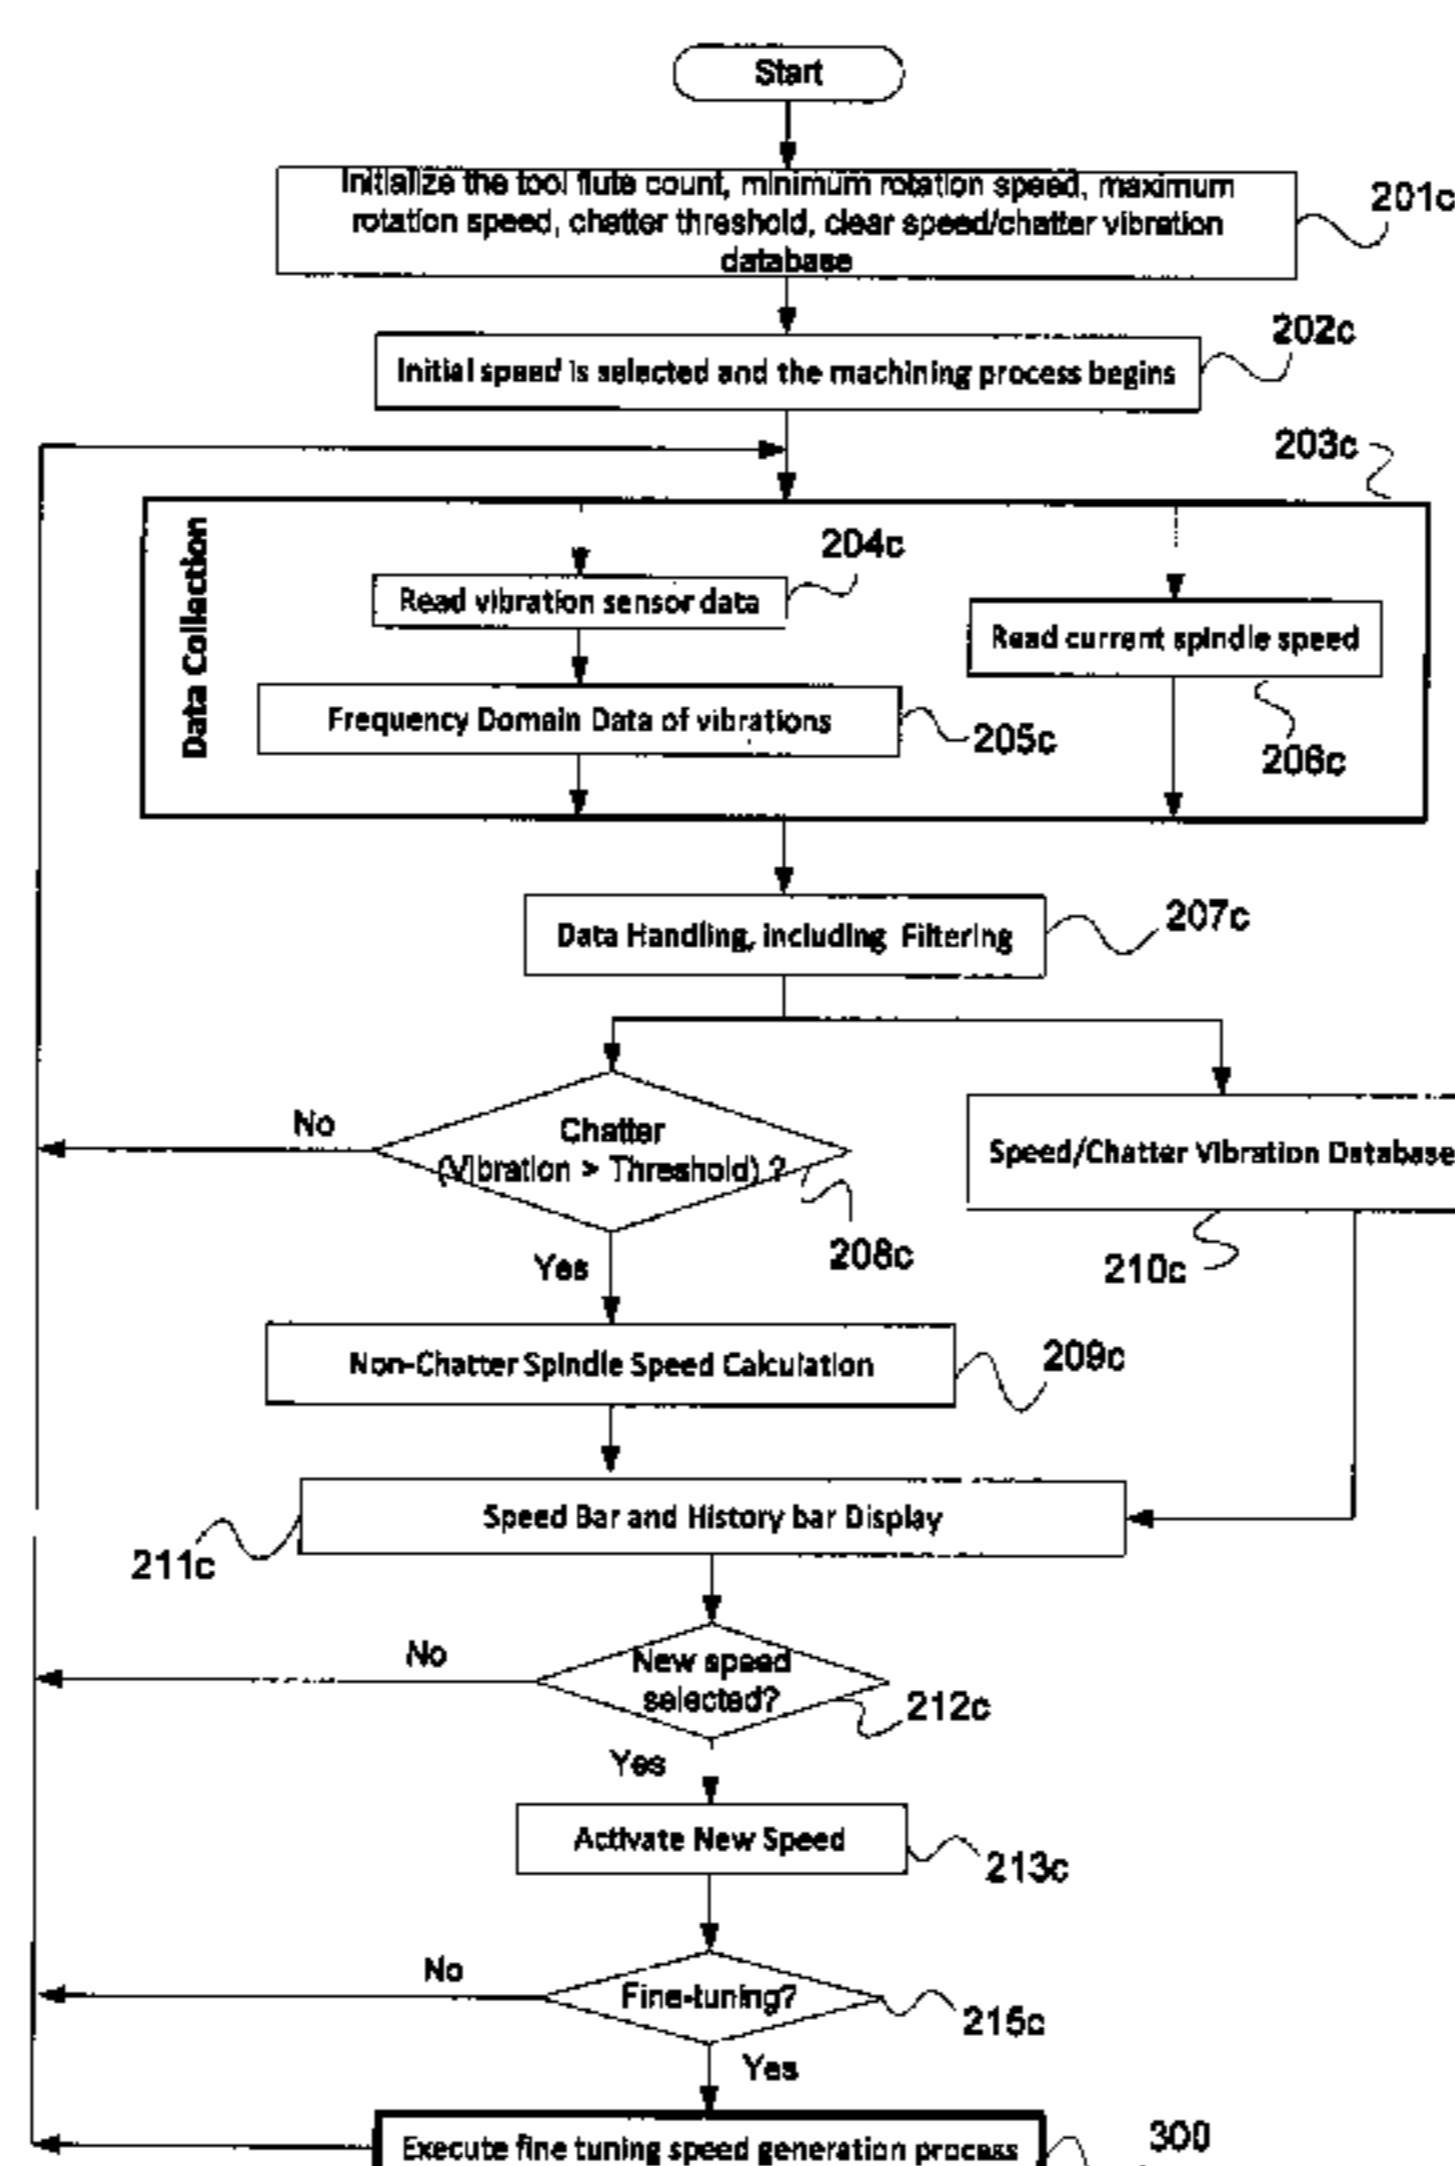 Start
Initialize the tool flute count, minimum rotation speed, maximum
rotation speed, chatter threshold, clear speed/chatter vibration
database
201c
202c
Initial speed is selected and the machining process begins
203c
Data Collection
204c
Read vibration sensor data
Read current spindle speed
Frequency Domain Data of vibrations
205c
206c
Data Handling, including Filtering
207c
No
Chatter
(Vibration > Threshold) ?
Speed/Chatter Vibration Database
208c
210c
Yes
Non-Chatter Spindle Speed Calculation
209c
Speed Bar and History bar Display
211c
No
New speed
selected?
212c
Yes
Activate New Speed
213c
No
Fine-tuning?
215c
Yes
300
Execute fine tuning speed generation process